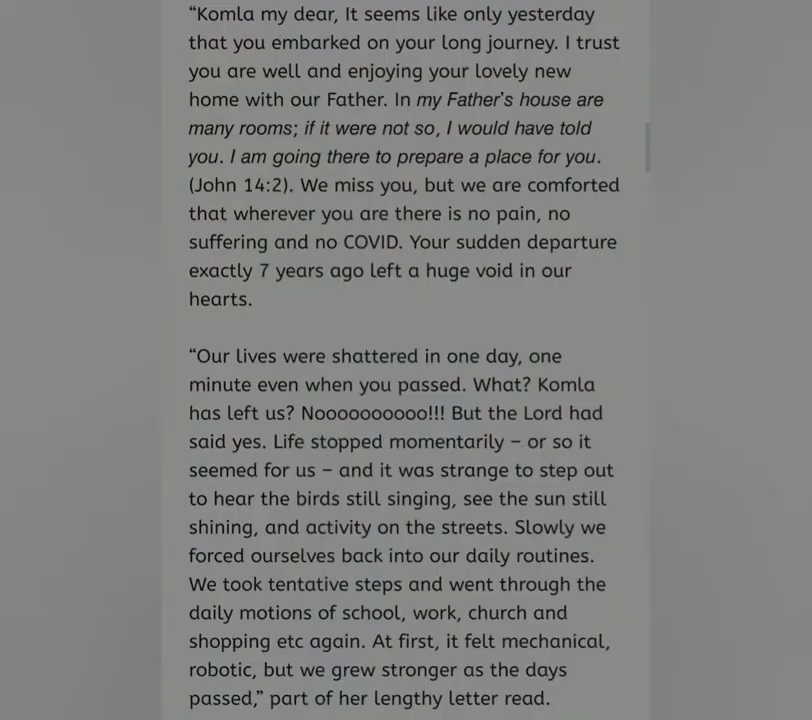 “Komla my dear, It seems like only yesterday
that you embarked on your long journey. I trust
you are well and enjoying your lovely new
home with our Father. In my Father’s house are
many rooms; if it were not so, I would have told
you. I am going there to prepare a place for you.
(John 14:2). We miss you, but we are comforted
that wherever you are there is no pain, no
suffering and no COVID. Your sudden departure
exactly 7 years ago left a huge void in our
hearts.
“Our lives were shattered in one day, one
minute even when you passed. What? Komla
has left us? Noooooooooo!!! But the Lord had
said yes. Life stopped momentarily – or so it
seemed for us – and it was strange to step out
to hear the birds still singing, see the sun still
shining, and activity on the streets. Slowly we
forced ourselves back into our daily routines.
We took tentative steps and went through the
daily motions of school, work, church and
shopping etc again. At first, it felt mechanical,
robotic, but we grew stronger as the days
passed,” part of her lengthy letter read.